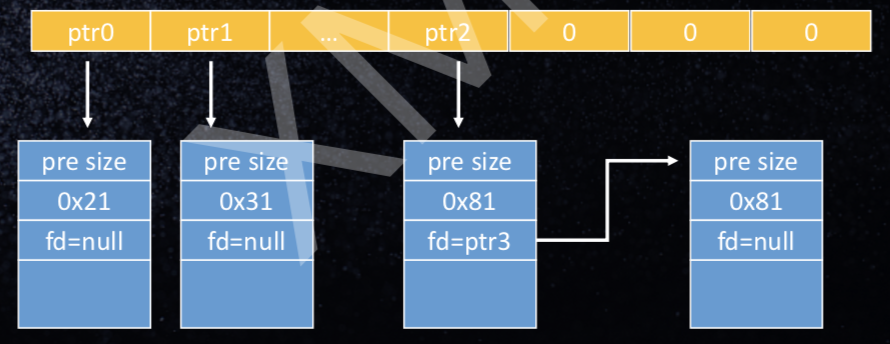 ptr0 ptr1 ... ptr2 0 0 0
pre size pre size pre size pre size
0x21 0x31 0x81 0x81
fd=null fd=null fd=ptr3 fd=null